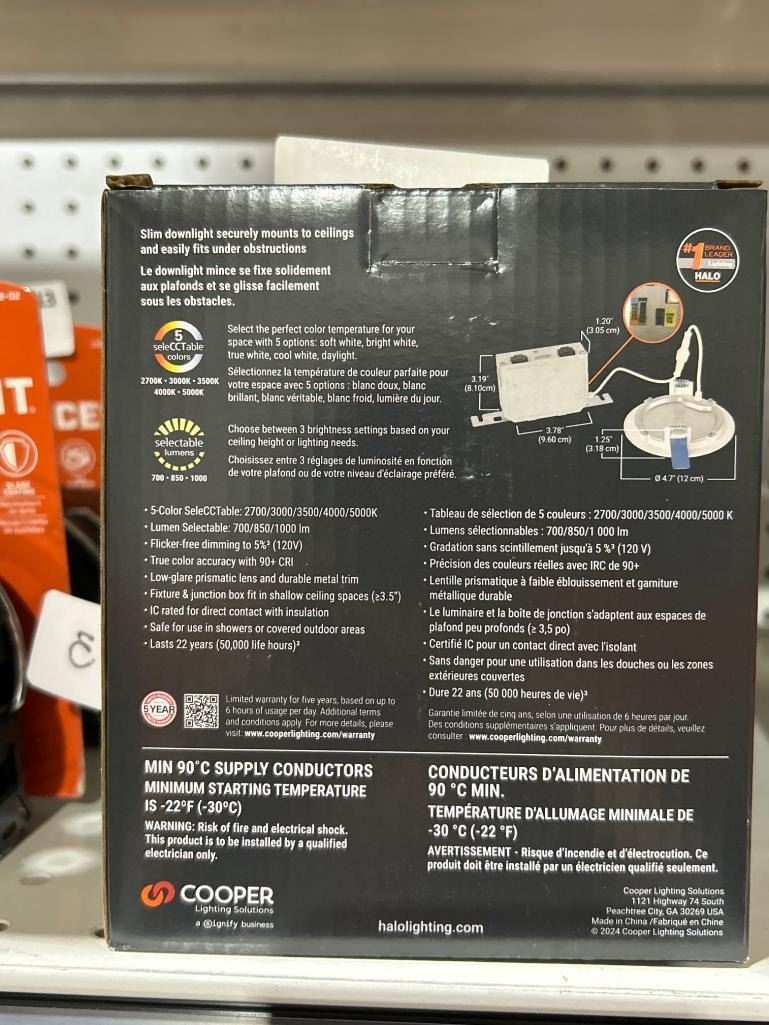 Slim downlight securely mounts to ceilings
and easily fits under obstructions
Le downlight mince se fixe solidement
aux plafonds et se glisse facilement
sous les obstacles.
#1 BRAND
LEADER
Lighting
HALO
5
seleCCTable
colors
2700K • 3000K • 3500K
4000K • 5000K
Select the perfect color temperature for your
space with 5 options: soft white, bright white,
true white, cool white, daylight.
Sélectionnez la température de couleur parfaite pour
votre espace avec 5 options : blanc doux, blanc
brillant, blanc véritable, blanc froid, lumière du jour.
selectable
lumens
700 • 850 • 1000
Choose between 3 brightness settings based on your
ceiling height or lighting needs.
Choisissez entre 3 réglages de luminosité en fonction
de votre plafond ou de votre niveau d'éclairage préféré.
1.20"
(3.05 cm)
3.19"
(8.10cm)
3.78"
(9.60 cm)
1.25"
(3.18 cm)
Ø 4.7" (12 cm)
• 5-Color SeleCCTable: 2700/3000/3500/4000/5000K
• Lumen Selectable: 700/850/1000 lm
• Flicker-free dimming to 5%³ (120V)
• True color accuracy with 90+ CRI
• Low-glare prismatic lens and durable metal trim
• Fixture & junction box fit in shallow ceiling spaces (≥3.5")
• IC rated for direct contact with insulation
• Safe for use in showers or covered outdoor areas
• Lasts 22 years (50,000 life hours)³
• Tableau de sélection de 5 couleurs : 2700/3000/3500/4000/5000 K
• Lumens sélectionnables : 700/850/1 000 lm
• Gradation sans scintillement jusqu'à 5 %³ (120 V)
• Précision des couleurs réelles avec IRC de 90+
• Lentille prismatique à faible éblouissement et garniture
métallique durable
• Le luminaire et la boîte de jonction s'adaptent aux espaces de
plafond peu profonds (≥ 3,5 po)
• Certifié IC pour un contact direct avec l'isolant
• Sans danger pour une utilisation dans les douches ou les zones
extérieures couvertes
• Dure 22 ans (50 000 heures de vie)³
5 YEAR
Limited warranty for five years, based on up to
6 hours of usage per day. Additional terms
and conditions apply. For more details, please
visit: www.cooperlighting.com/warranty
Garantie limitée de cinq ans, selon une utilisation de 6 heures par jour.
Des conditions supplémentaires s'appliquent. Pour plus de détails, veuillez
consulter : www.cooperlighting.com/warranty
MIN 90°C SUPPLY CONDUCTORS
MINIMUM STARTING TEMPERATURE
IS -22ºF (-30ºC)
WARNING: Risk of fire and electrical shock.
This product is to be installed by a qualified
electrician only.
CONDUCTEURS D'ALIMENTATION DE
90 °C MIN.
TEMPÉRATURE D'ALLUMAGE MINIMALE DE
-30 °C (-22 °F)
AVERTISSEMENT - Risque d'incendie et d'électrocution. Ce
produit doit être installé par un électricien qualifié seulement.
COOPER
Lighting Solutions
a Signify business
halolighting.com
Cooper Lighting Solutions
1121 Highway 74 South
Peachtree City, GA 30269 USA
Made in China /Fabriqué en Chine
© 2024 Cooper Lighting Solutions
IT
CE